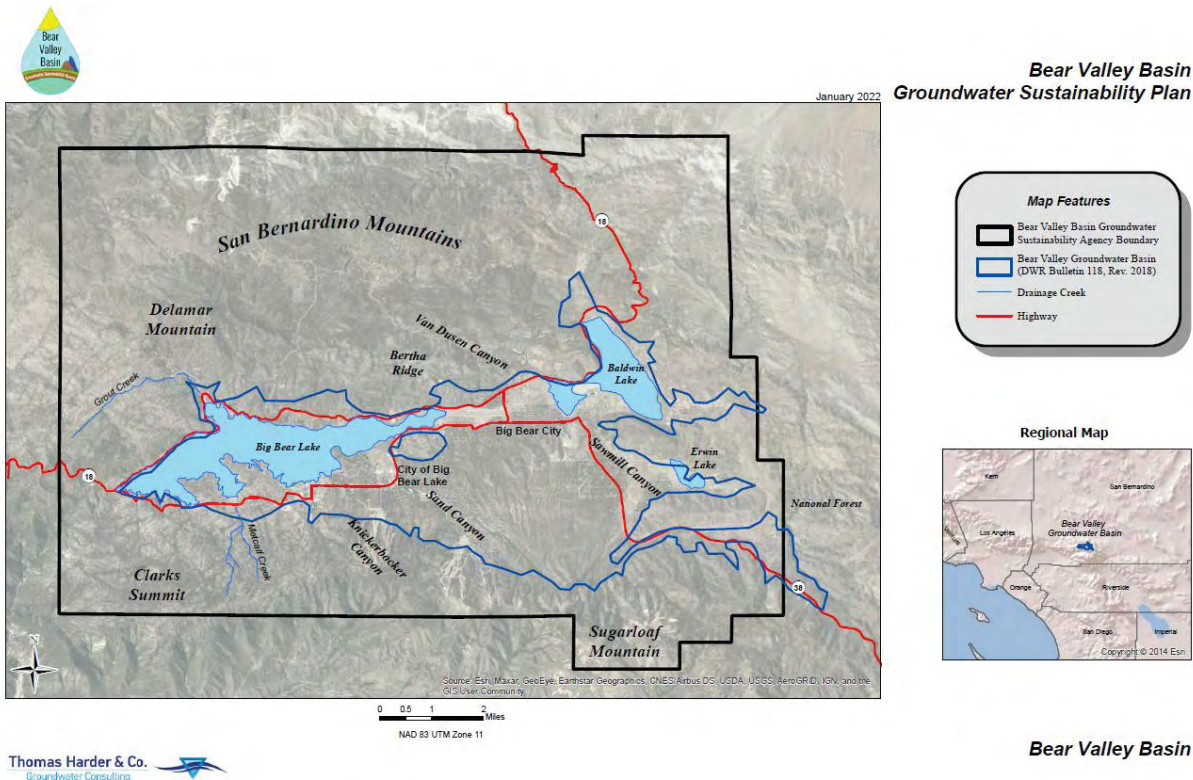 Bear
Valley
Basin
Bear Valley Basin
Groundwater Sustainability Plan
January 2022
18
San Bernardino Mountains
Delamar
Mountain
Van Dusen Canyon
Bertha
Ridge
Baldwin
Lake
Grout Creek
Big Bear Lake
Big Bear City
18
City of Big
Bear Lake
Sawmill Canyon
Erwin
Lake
Sand Canyon
National Forest
Knickerbocker
Canyon
Metcalf Creek
Clarks
Summit
38
Sugarloaf
Mountain
N
Source: Esri, Maxar, GeoEye, Earthstar Geographics, CNES/Airbus DS, USDA, USGS, AeroGRID, IGN, and the
GIS User Community
0 0.5 1 2
Miles
NAD 83 UTM Zone 11
Map Features
Bear Valley Basin Groundwater
Sustainability Agency Boundary
Bear Valley Groundwater Basin
(DWR Bulletin 118, Rev. 2018)
Drainage Creek
Highway
Regional Map
Kern
San Bernardino
Ventura
Los Angeles
Bear Valley
Groundwater Basin
Orange
Riverside
San Diego
Imperial
Copyright:© 2014 Esri
Thomas Harder & Co.
Groundwater Consulting
Bear Valley Basin